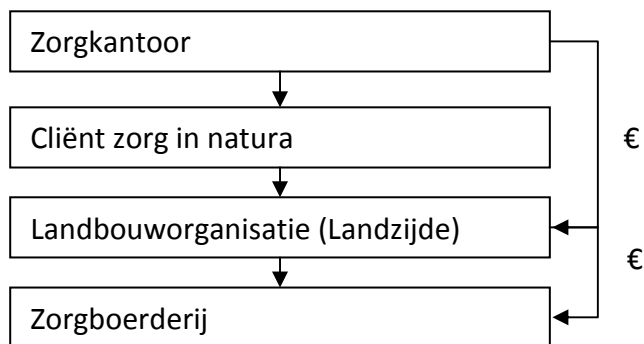 Zorgkantoor
Cliënt zorg in natura
€
Landbouworganisatie (Landzijde)
€
Zorgboerderij